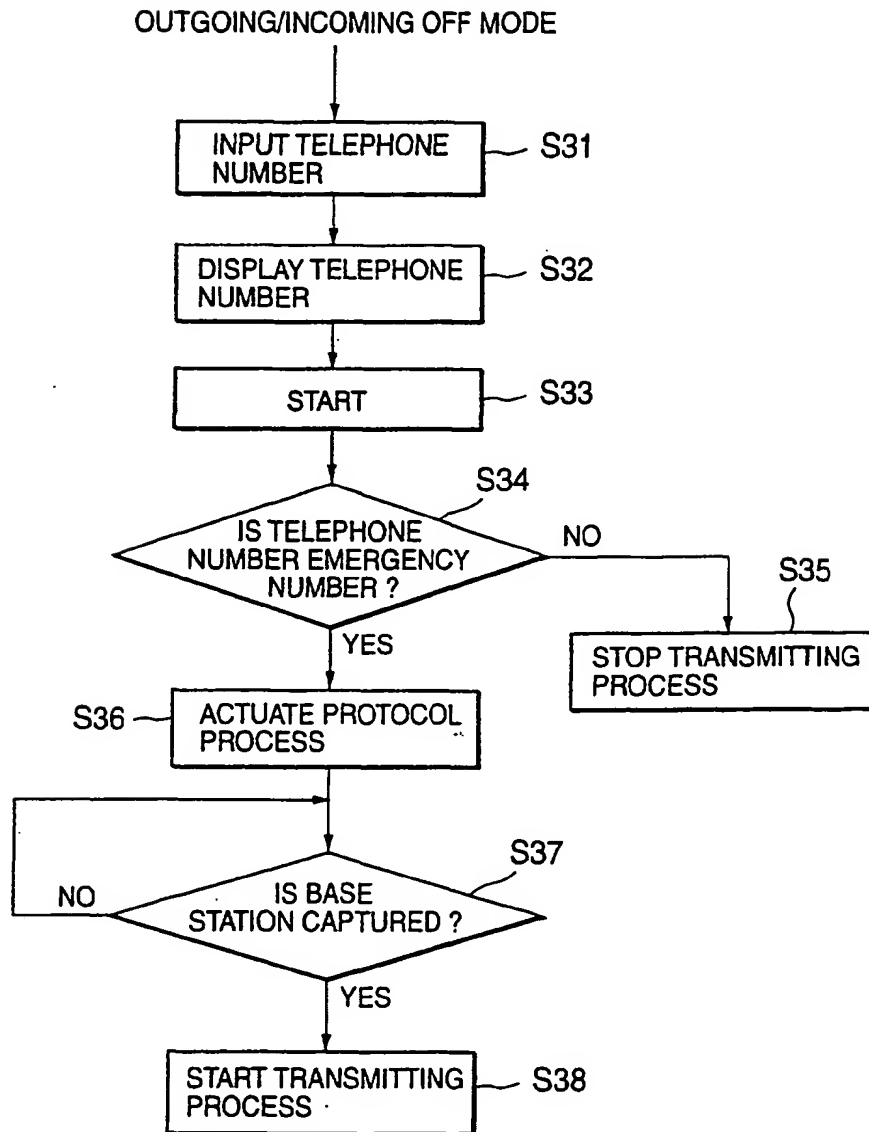 OUTGOING/INCOMING OFF MODE
INPUT TELEPHONE
NUMBER
S31
DISPLAY TELEPHONE
NUMBER
S32
START
S33
S34
IS TELEPHONE
NUMBER EMERGENCY
NUMBER ?
NO
YES
S35
STOP TRANSMITTING
PROCESS
S36
ACTUATE PROTOCOL
PROCESS
S37
NO
IS BASE
STATION CAPTURED ?
YES
START TRANSMITTING
PROCESS
S38